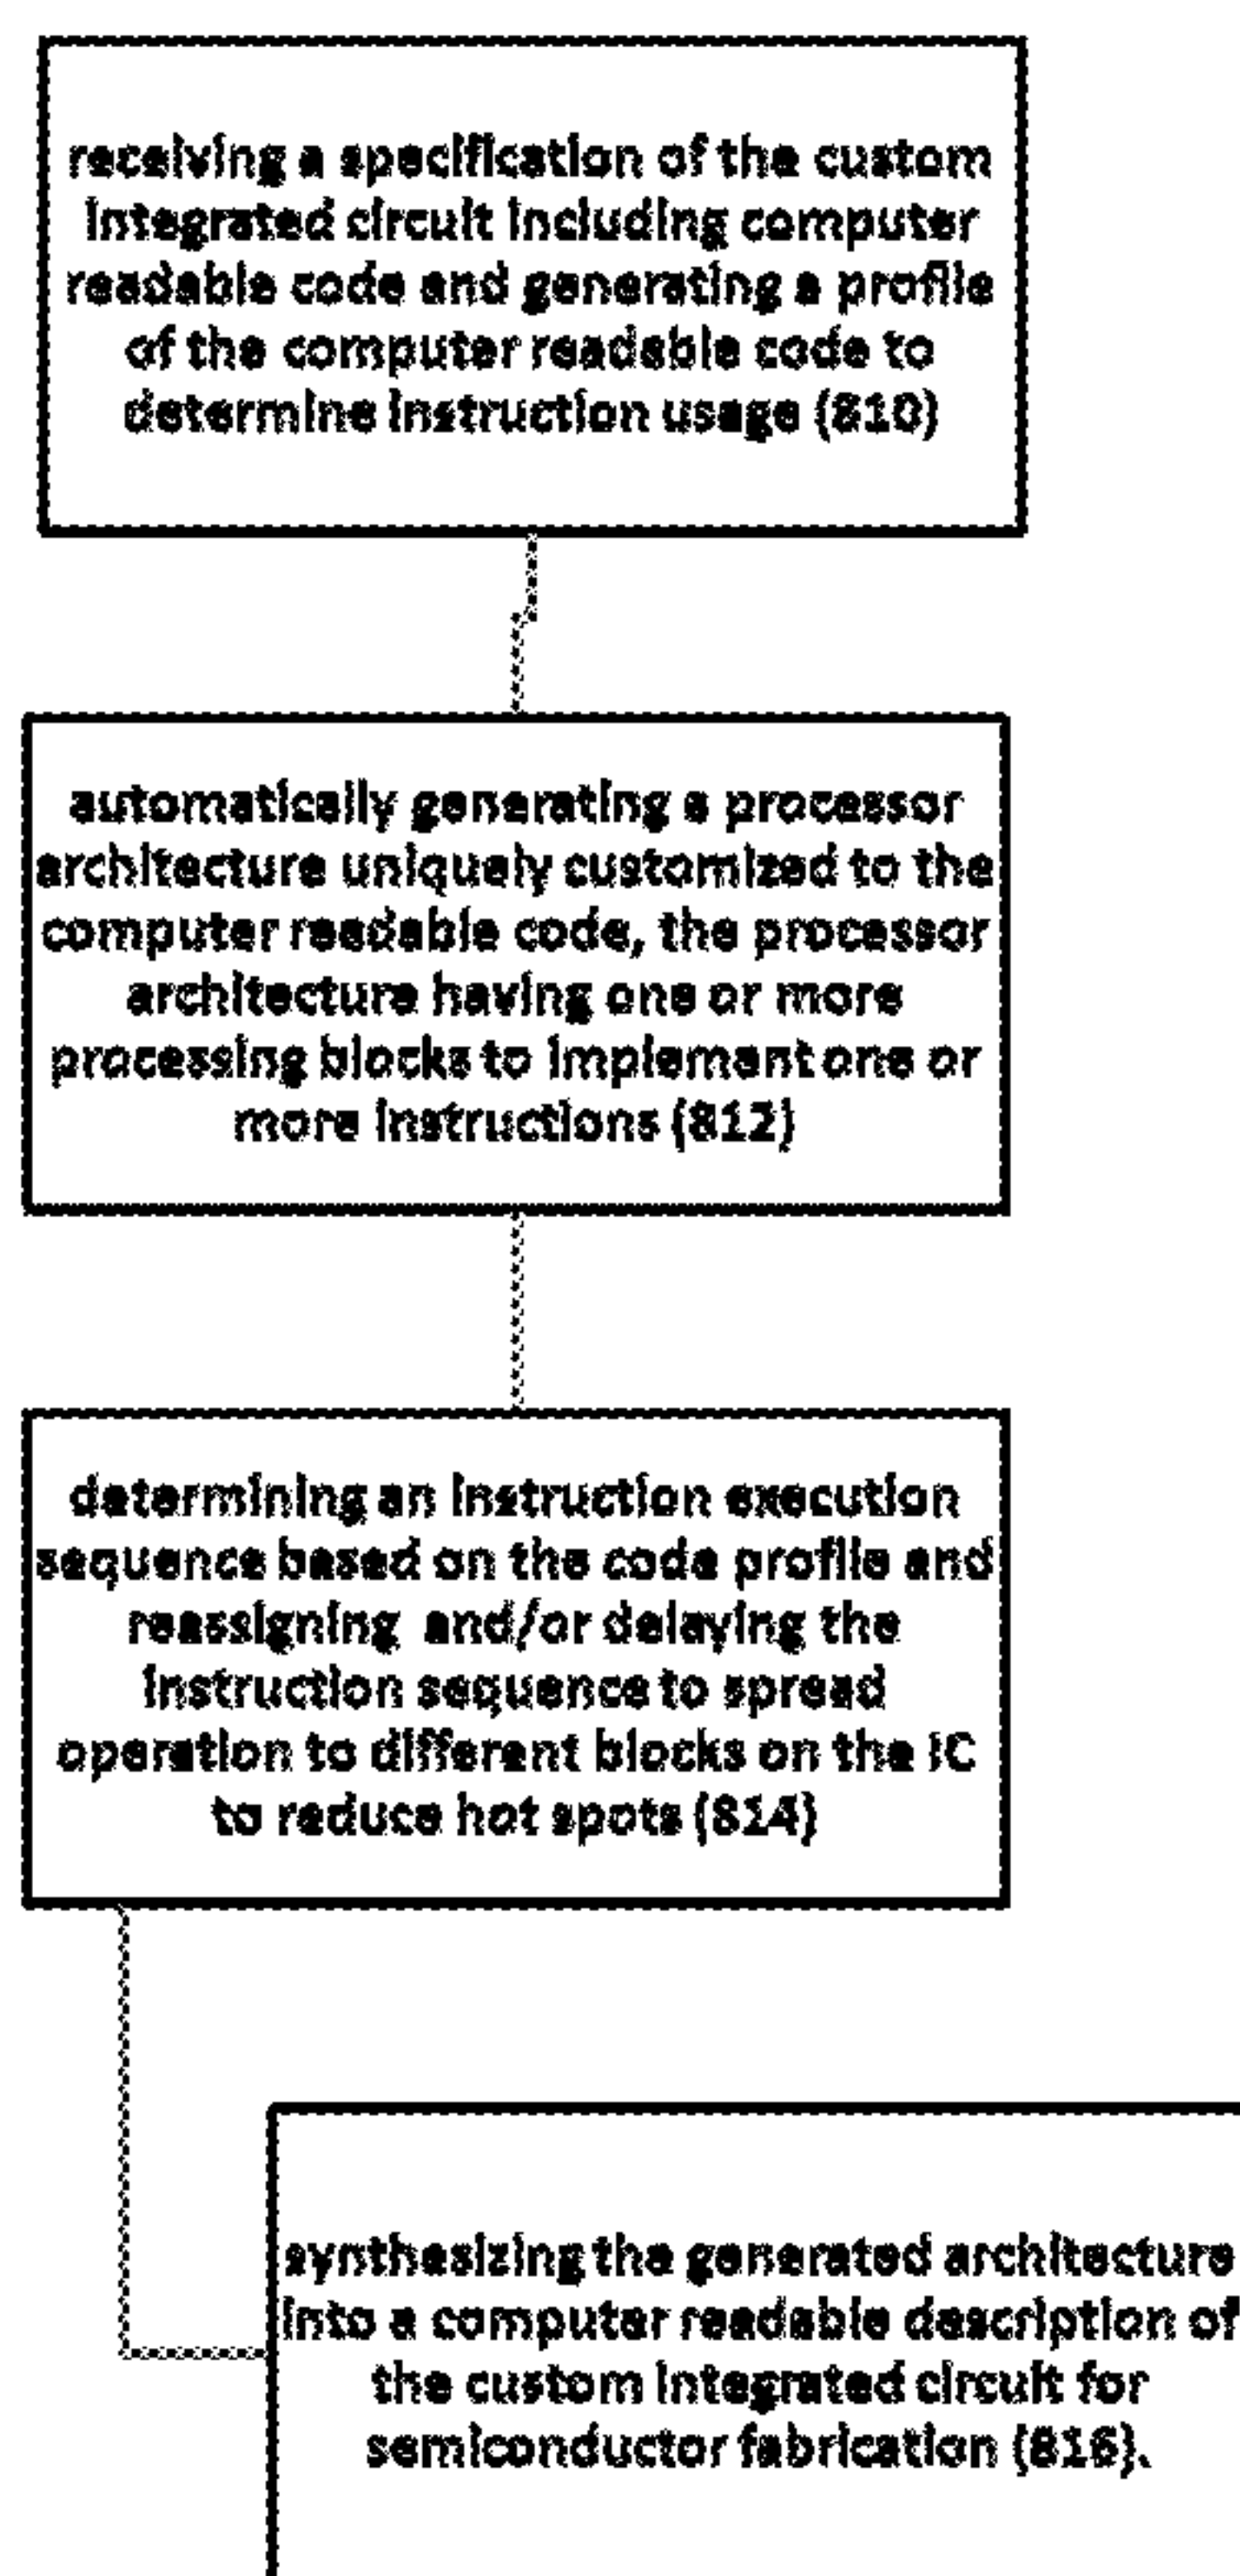 receiving a specification of the custom
integrated circuit including computer
readable code and generating a profile
of the computer readable code to
determine instruction usage (810)
automatically generating a processor
architecture uniquely customized to the
computer readable code, the processor
architecture having one or more
processing blocks to implement one or
more instructions (812)
determining an instruction execution
sequence based on the code profile and
reassigning and/or delaying the
instruction sequence to spread
operation to different blocks on the IC
to reduce hot spots (814)
synthesizing the generated architecture
into a computer readable description of
the custom integrated circuit for
semiconductor fabrication (816).